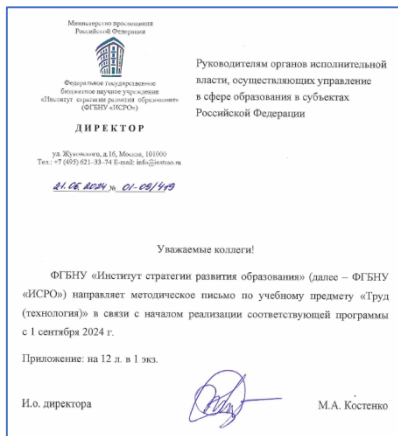 Министерство просвещения
Российской Федерации
Федеральное государственное
бюджетное научное учреждение
«Институт стратегии развития образования»
(ФГБНУ «ИСРО»)
ДИРЕКТОР
ул. Жуковского, д.16, Москва, 101000
Тел.: +7 (495) 621-33-74 E-mail:
21.06.2024 № 01-09/419
Руководителям органов исполнительной
власти, осуществляющих управление
в сфере образования в субъектах
Российской Федерации
Уважаемые коллеги!
ФГБНУ «Институт стратегии развития образования» (далее – ФГБНУ
«ИСРО») направляет методическое письмо по учебному предмету «Труд
(технология)» в связи с началом реализации соответствующей программы
с 1 сентября 2024 г.
Приложение: на 12 л. в 1 экз.
И.о. директора
М.А. Костенко